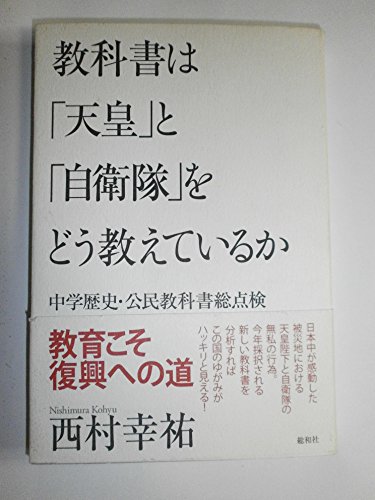 教科書は
「天皇」と
「自衛隊」を
どう教えているか
中学歴史・公民教科書総点検
教育こそ
復興への道
Nishimura Kohyu
西村幸祐
日本中が感動した
被災地における
天皇陛下と自衛隊の
無私の行為。
今年採択される
新しい教科書を
分析すれば
この国のゆがみが
ハッキリと見える!
総和社